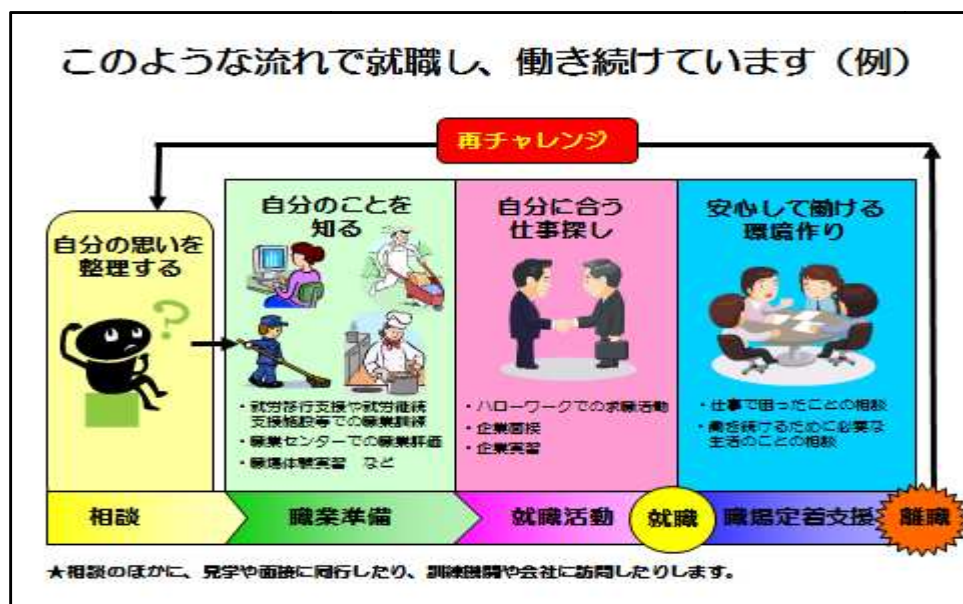 このような流れで就職し、働き続けています（例）
再チャレンジ
自分の思いを
整理する
自分のことを
知る
・就労移行支援や就労継続
支援施設等での職業訓練
・職業センターでの職業評価
・職場体験実習　など
自分に合う
仕事探し
・ハローワークでの求職活動
・企業面接
・企業実習
安心して働ける
環境作り
・仕事で困ったことの相談
・働き続けるために必要な
生活のことの相談
相談
職業準備
就職活動
就職
職場定着支援
離職
★相談のほかに、見学や面接に同行したり、訓練機関や会社に訪問したりします。